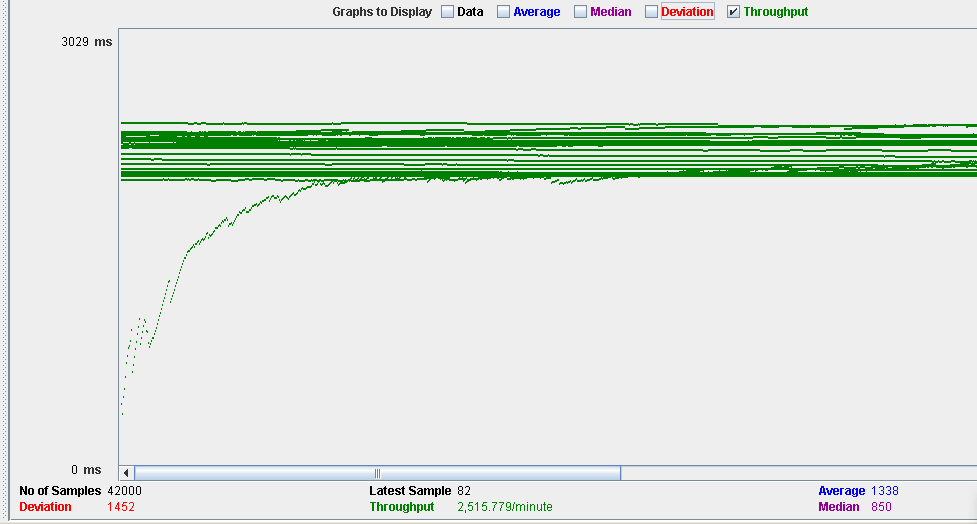 Graphs to Display Data Average Median Deviation Throughput
3029 ms
0 ms
No of Samples 42000 Latest Sample 82 Average 1338
Deviation 1452 Throughput 2,515.779/minute Median 850